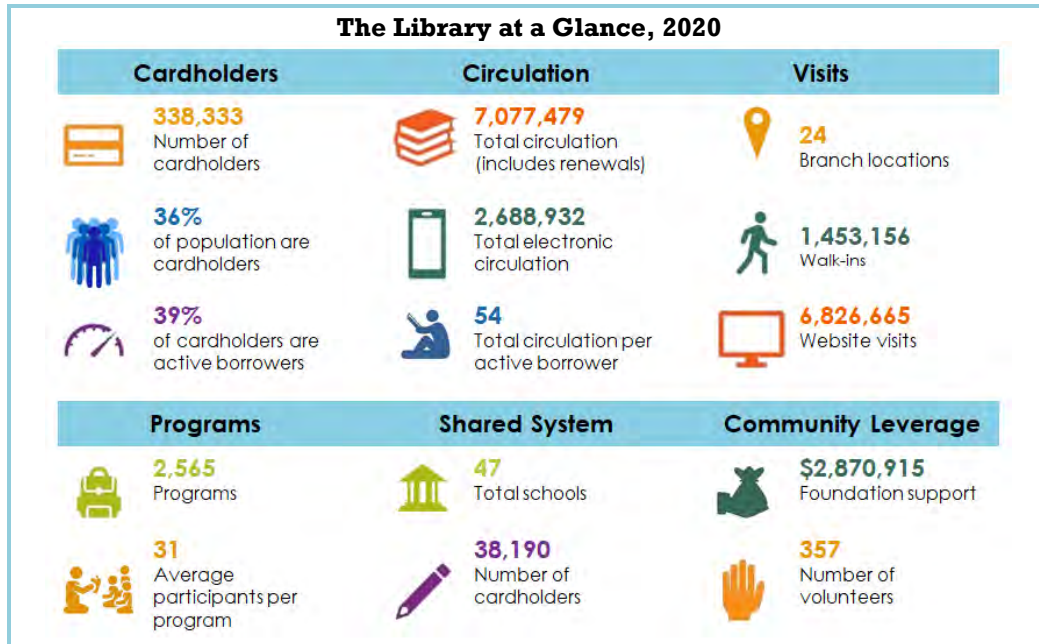 The Library at a Glance, 2020
Cardholders
338,333
Number of
cardholders
36%
of population are
cardholders
39%
of cardholders are
active borrowers
Circulation
7,077,479
Total circulation
(includes renewals)
2,688,932
Total electronic
circulation
54
Total circulation per
active borrower
Visits
24
Branch locations
1,453,156
Walk-ins
6,826,665
Website visits
Programs
2,565
Programs
31
Average
participants per
program
Shared System
47
Total schools
38,190
Number of
cardholders
Community Leverage
$2,870,915
Foundation support
357
Number of
volunteers